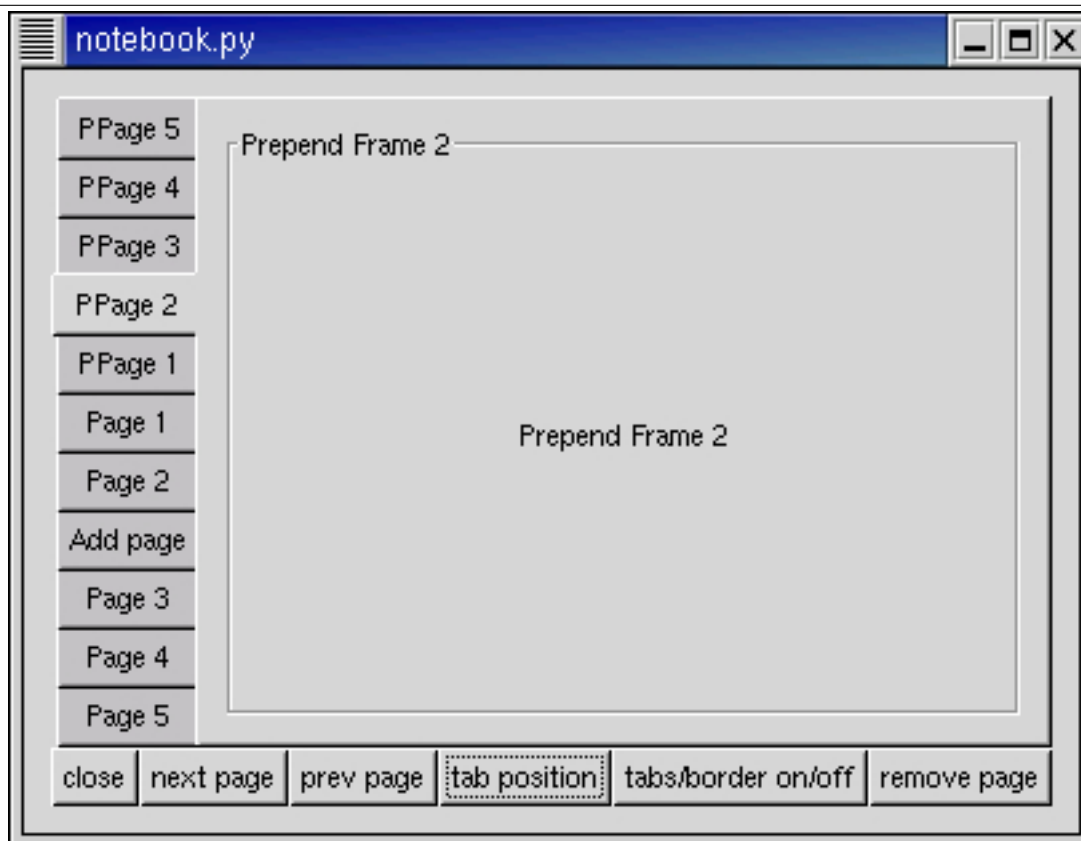 notebook.py
PPage 5
PPage 4
PPage 3
PPage 2
PPage 1
Page 1
Page 2
Add page
Page 3
Page 4
Page 5
Prepend Frame 2
Prepend Frame 2
close next page prev page tab position tabs/border on/off remove page